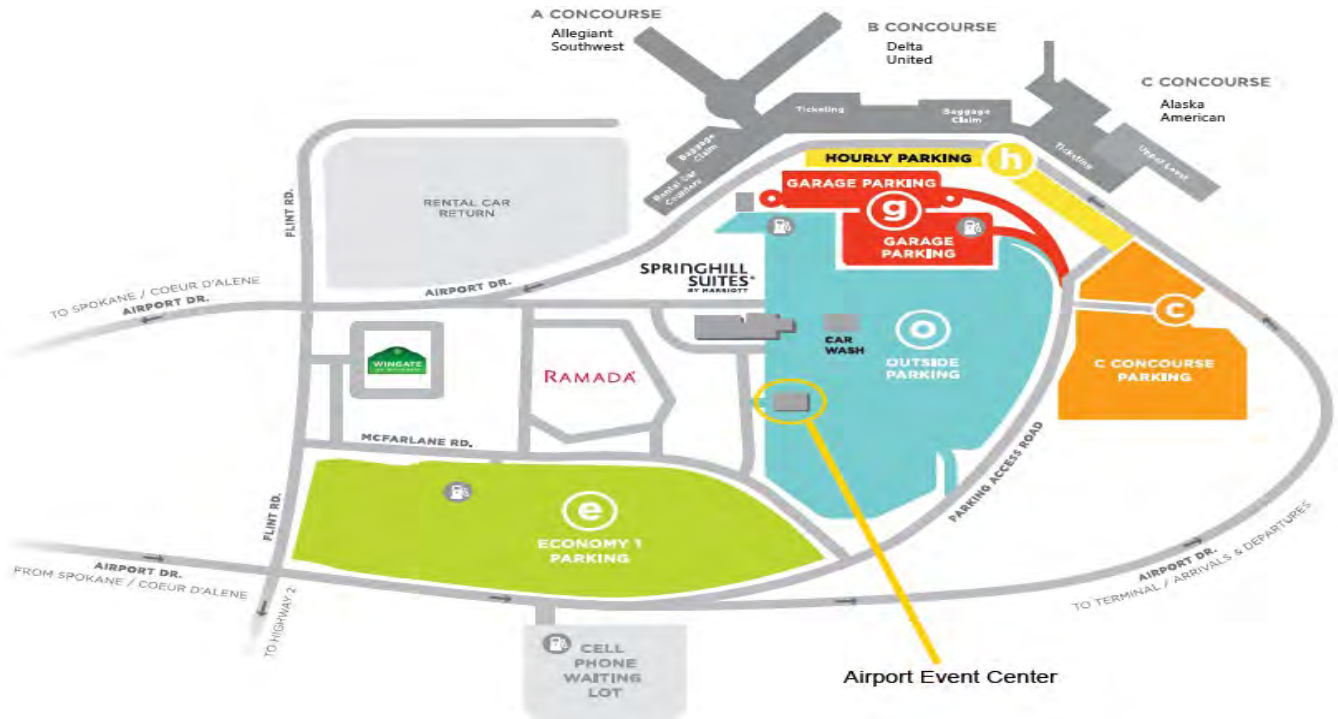 A CONCOURSE
Allegiant
Southwest
B CONCOURSE
Delta
United
C CONCOURSE
Alaska
American
Ticketing
Baggage
Claim
Ticketing
Upper Level
Baggage
Claim
Rental Car
Counters
HOURLY PARKING
h
GARAGE PARKING
g
GARAGE
PARKING
RENTAL CAR
RETURN
FLINT RD.
SPRINGHILL
SUITES
BY MARRIOTT
AIRPORT DR.
TO SPOKANE / COEUR D'ALENE
AIRPORT DR.
c
C CONCOURSE
PARKING
CAR
WASH
o
OUTSIDE
PARKING
WINGATE
BY WYNDHAM
RAMADA
MCFARLANE RD.
PARKING ACCESS ROAD
FLINT RD.
e
ECONOMY 1
PARKING
AIRPORT DR.
FROM SPOKANE / COEUR D'ALENE
TO HIGHWAY 2
AIRPORT DR.
TO TERMINAL / ARRIVALS & DEPARTURES
CELL
PHONE
WAITING
LOT
Airport Event Center